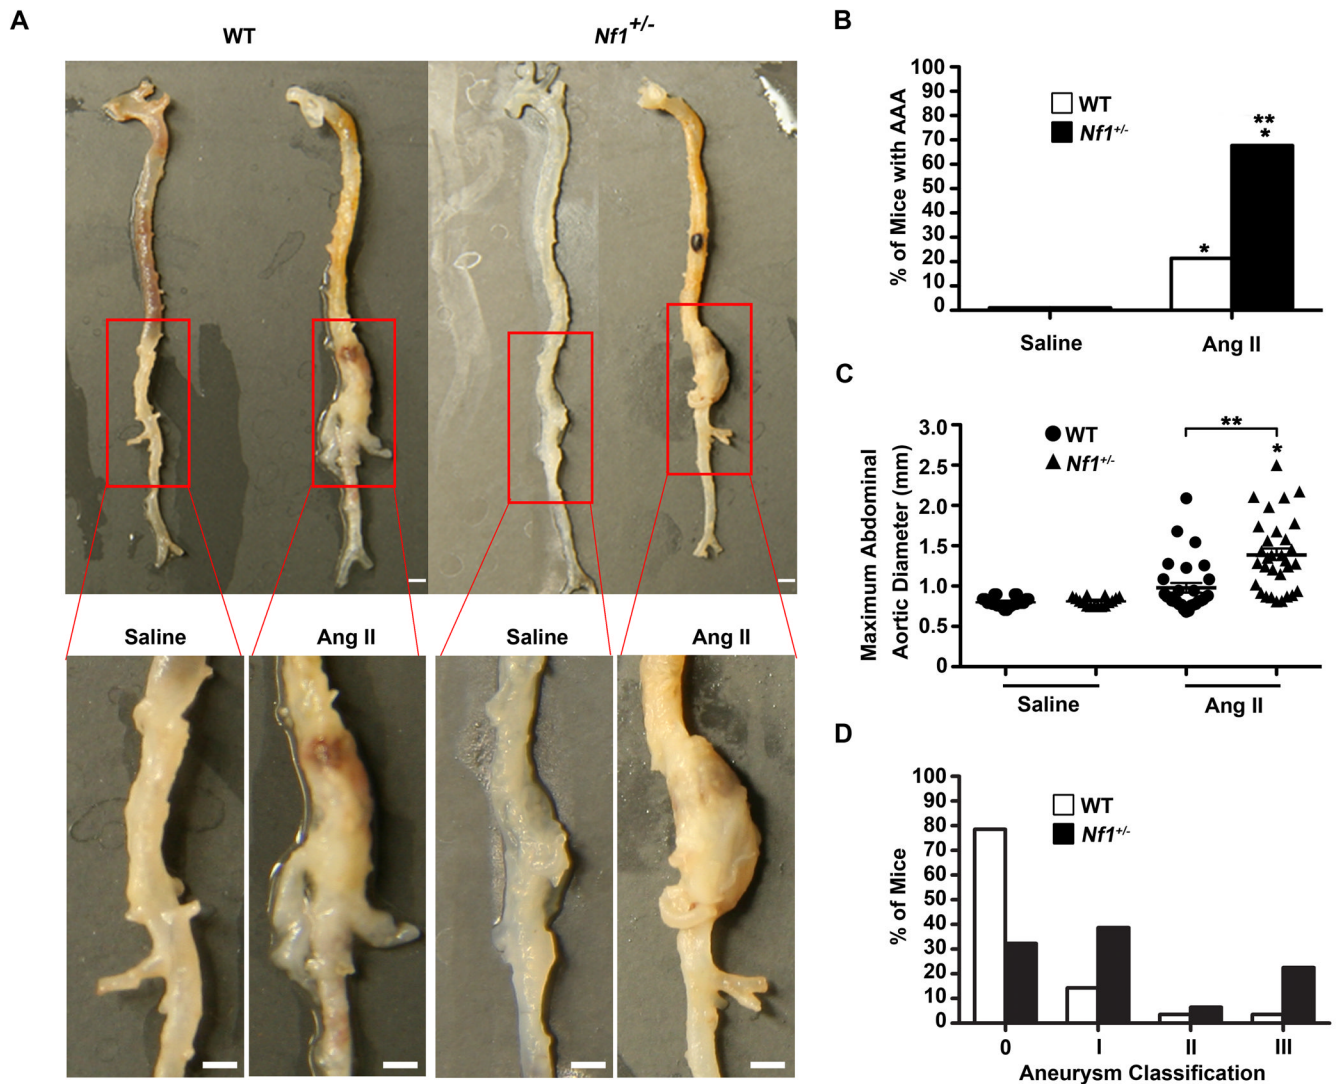 A
WT
Nf1+/-
Saline
Ang II
Saline
Ang II
B
% of Mice with AAA
100
90
80
70
60
50
40
30
20
10
0
WT
Nf1+/-
*
**
*
Saline
Ang II
C
Maximum Abdominal
Aortic Diameter (mm)
3.0
2.5
2.0
1.5
1.0
0.5
0
WT
Nf1+/-
**
*
Saline
Ang II
D
% of Mice
100
90
80
70
60
50
40
30
20
10
0
WT
Nf1+/-
0
I
II
III
Aneurysm Classification